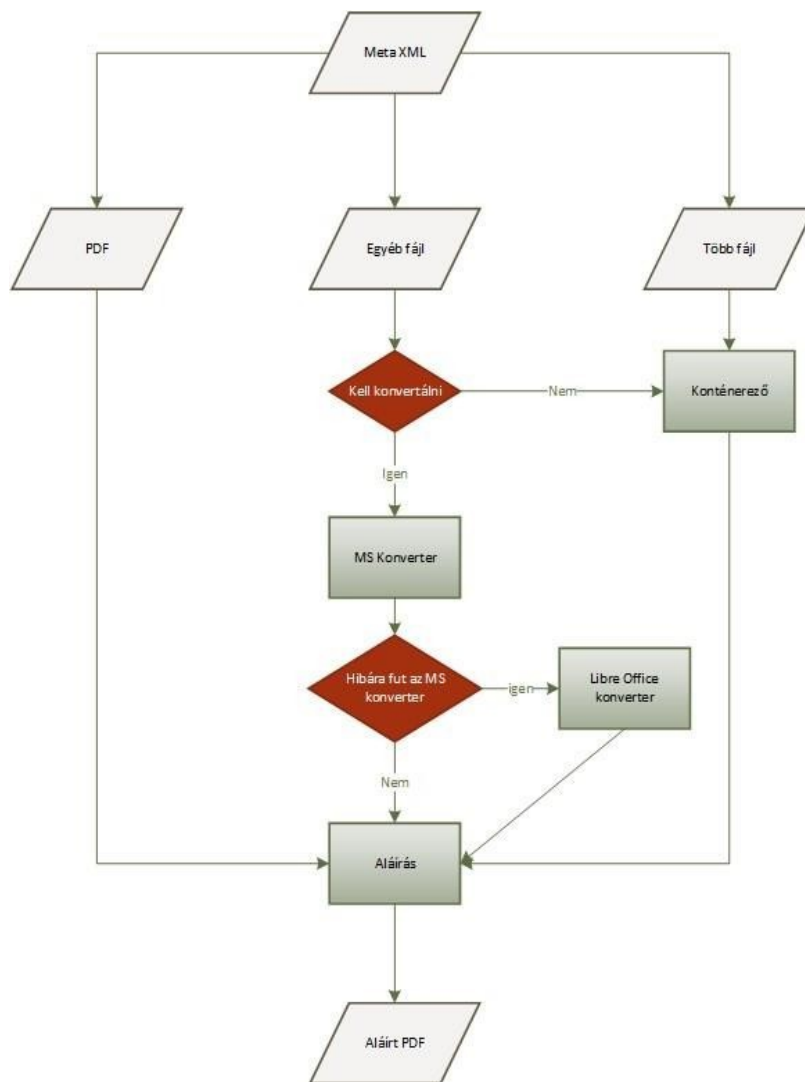 Meta XML
PDF
Egyéb fájl
Több fájl
Kell konvertálni
Nem
Konténerező
Igen
MS Konverter
Hibára fut az MS
konverter
igen
Libre Office
konverter
Nem
Aláírás
Aláírt PDF